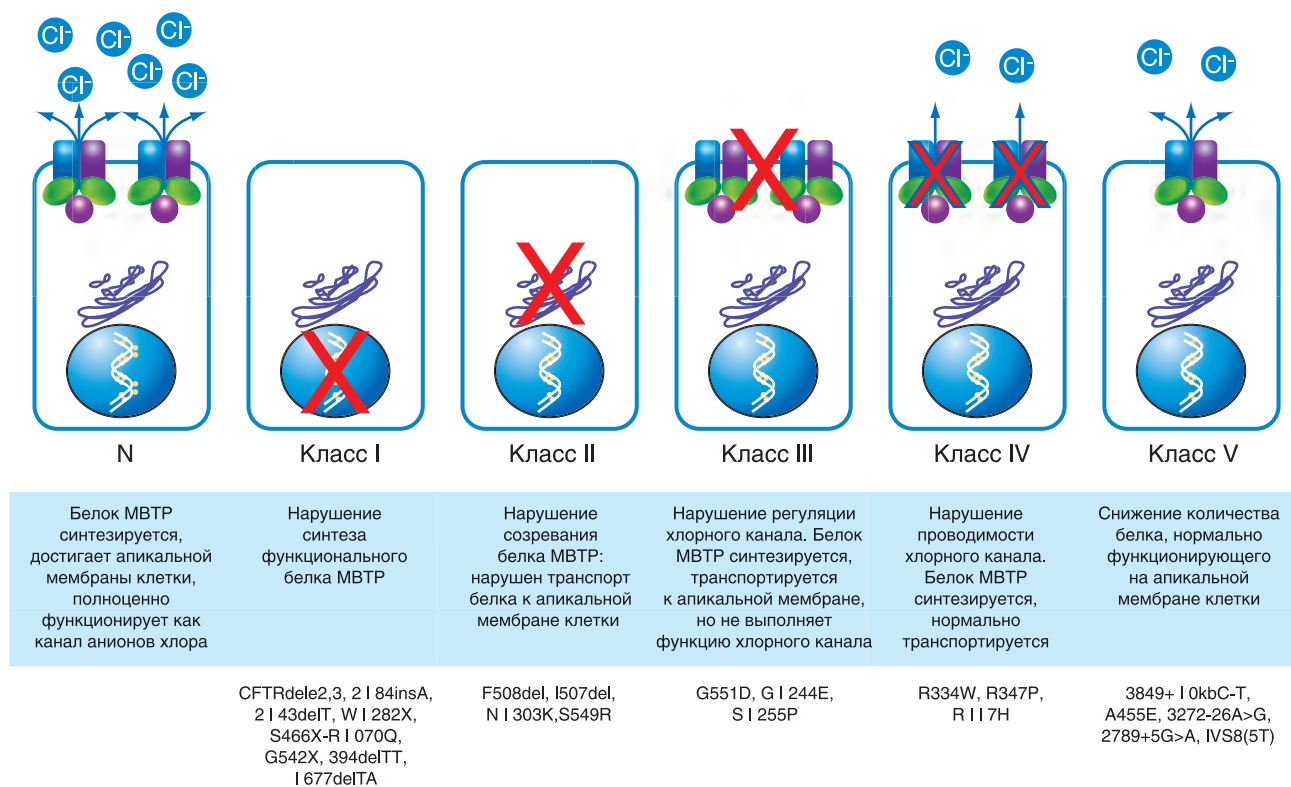 Cl-
Cl-
Cl-
Cl-
Cl-
Cl-
Cl-
Cl-
Cl-
Cl-
N
Класс I
Класс II
Класс III
Класс IV
Класс V
Белок МВТР
синтезируется,
достигает апикальной
мембраны клетки,
полноценно
функционирует как
канал анионов хлора
Нарушение
синтеза
функционального
белка МВТР
Нарушение
созревания
белка МВТР:
нарушен транспорт
белка к апикальной
мембране клетки
Нарушение регуляции
хлорного канала. Белок
МВТР синтезируется,
транспортируется
к апикальной мембране,
но не выполняет
функцию хлорного канала
Нарушение
проводимости
хлорного канала.
Белок МВТР
синтезируется,
нормально
транспортируется
Снижение количества
белка, нормально
функционирующего
на апикальной
мембране клетки
CFTRdele2,3, 2 I 84insA,
2 I 43delT, W I 282X,
S466X-R I 070Q,
G542X, 394delTT,
I 677delTA
F508del, I507del,
N I 303K,S549R
G551D, G I 244E,
S I 255P
R334W, R347P,
R I I 7H
3849+ I 0kbC-T,
A455E, 3272-26A>G,
2789+5G>A, IVS8(5T)